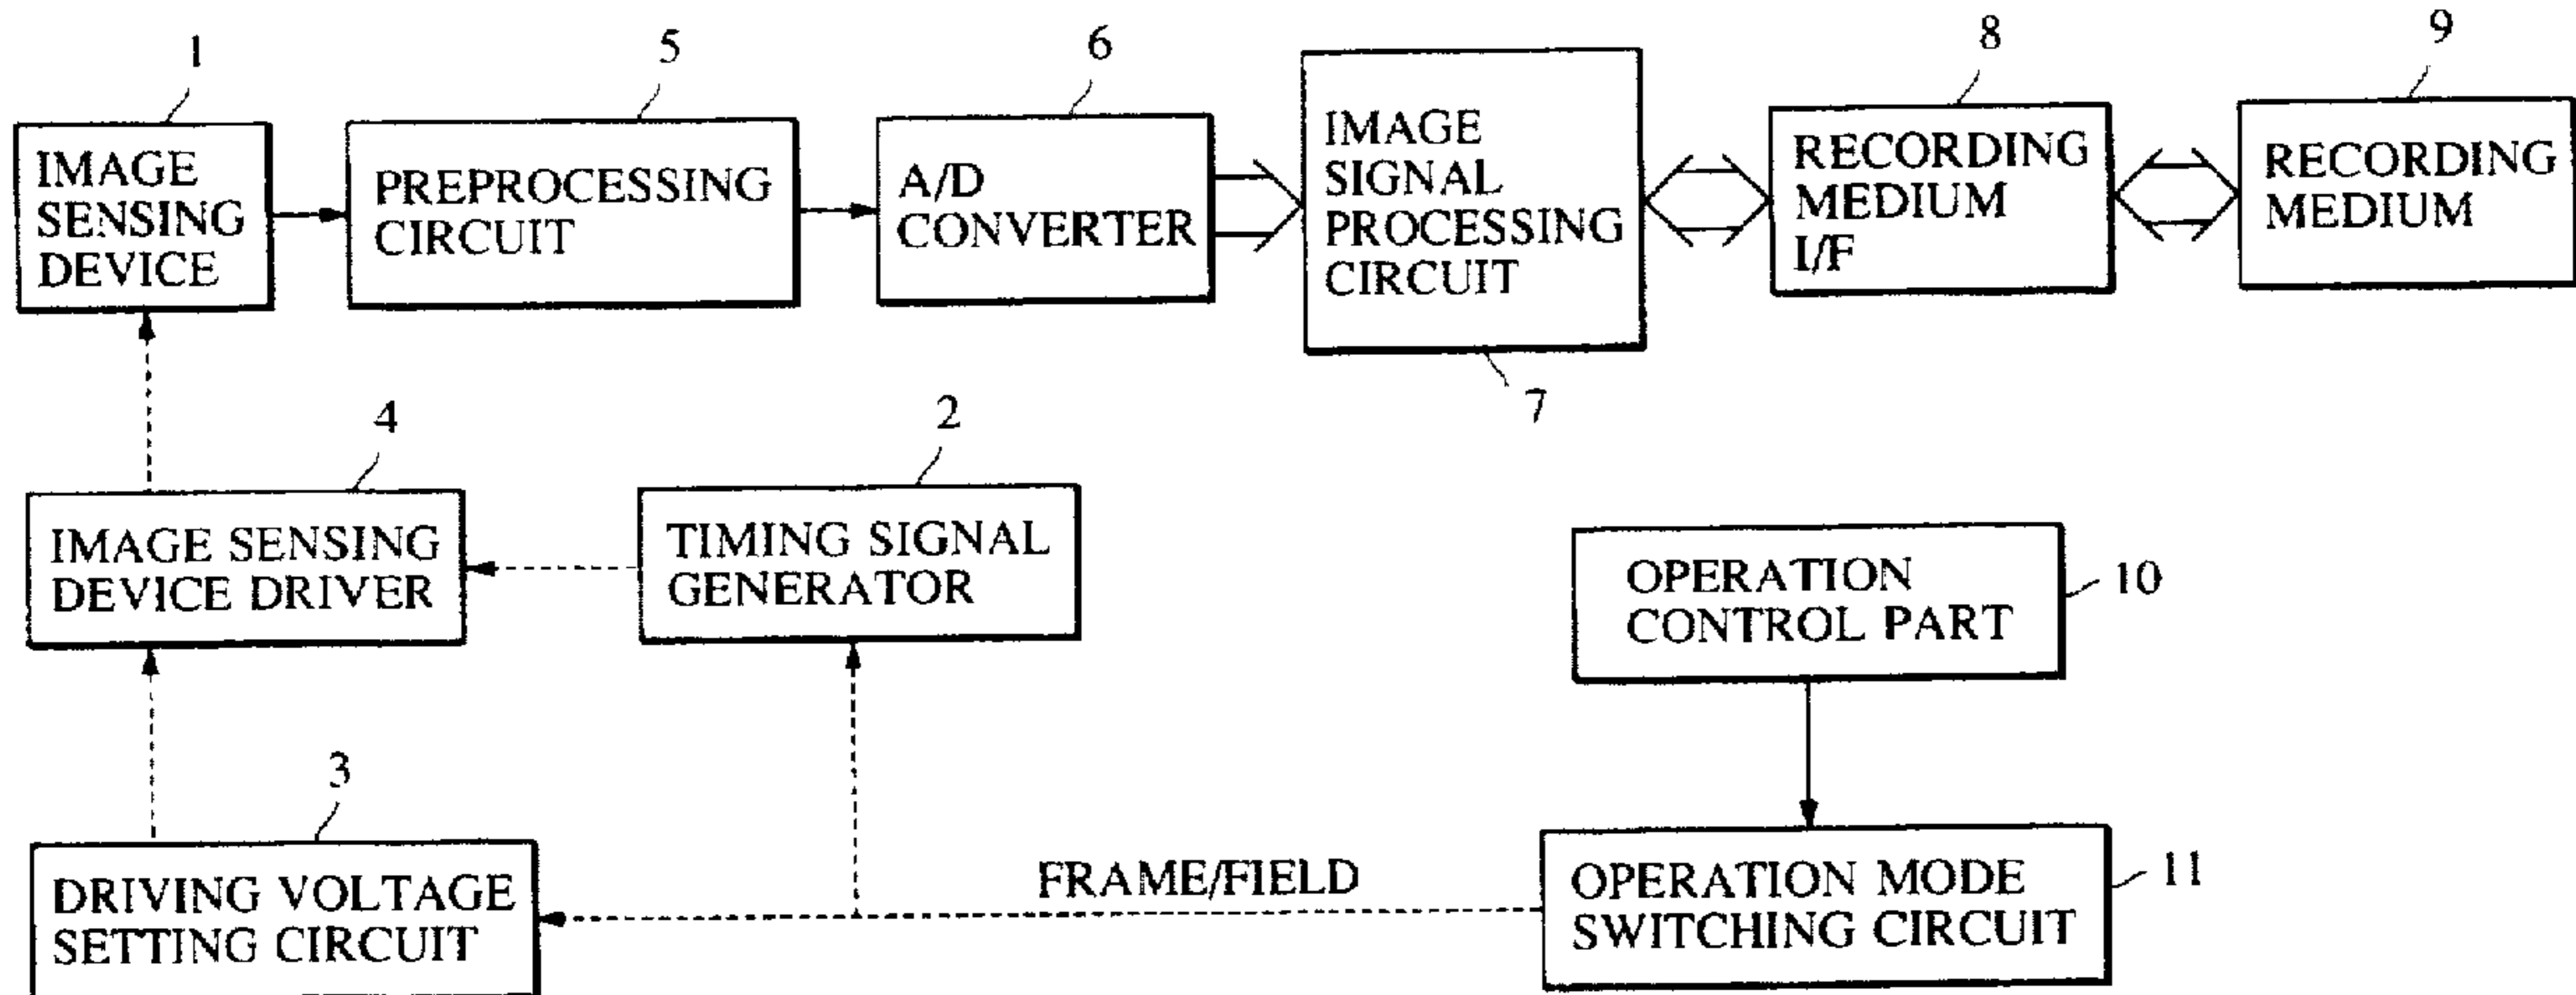 1
IMAGE
SENSING
DEVICE
5
PREPROCESSING
CIRCUIT
6
A/D
CONVERTER
IMAGE
SIGNAL
PROCESSING
CIRCUIT
7
8
RECORDING
MEDIUM
I/F
9
RECORDING
MEDIUM
4
IMAGE SENSING
DEVICE DRIVER
2
TIMING SIGNAL
GENERATOR
OPERATION
CONTROL PART
10
3
DRIVING VOLTAGE
SETTING CIRCUIT
FRAME/FIELD
OPERATION MODE
SWITCHING CIRCUIT
11